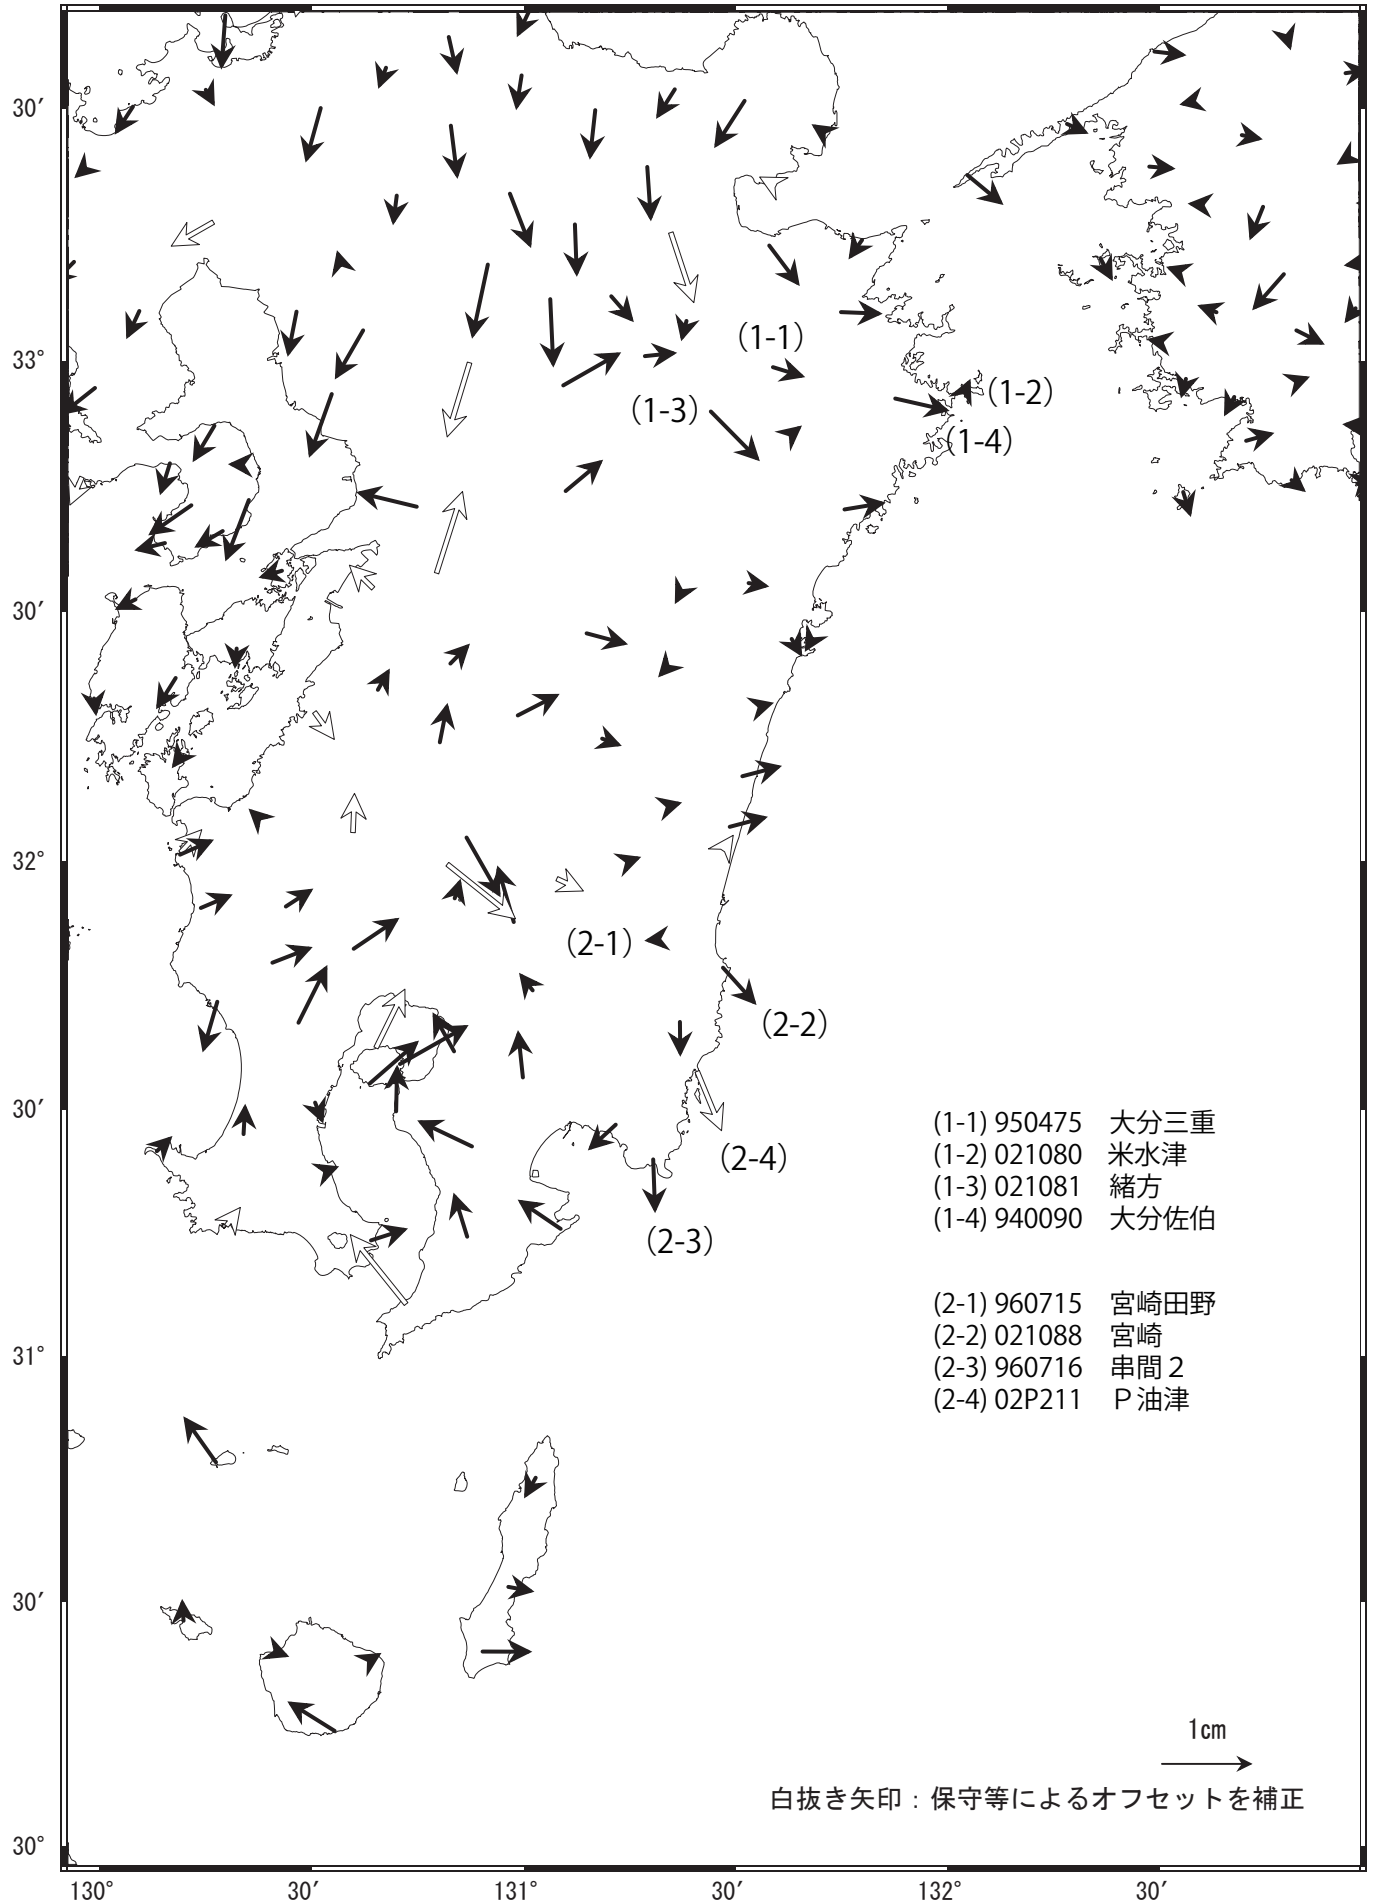 30′
33°
30′
32°
30′
31°
30′
30°
130°
30′
131°
30′
132°
30′
(1-1)
(1-2)
(1-3)
(1-4)
(2-1)
(2-2)
(2-4)
(2-3)
(1-1) 950475 大分三重
(1-2) 021080 米水津
(1-3) 021081 緒方
(1-4) 940090 大分佐伯
(2-1) 960715 宮崎田野
(2-2) 021088 宮崎
(2-3) 960716 串間２
(2-4) 02P211 Ｐ油津
1cm
白抜き矢印：保守等によるオフセットを補正